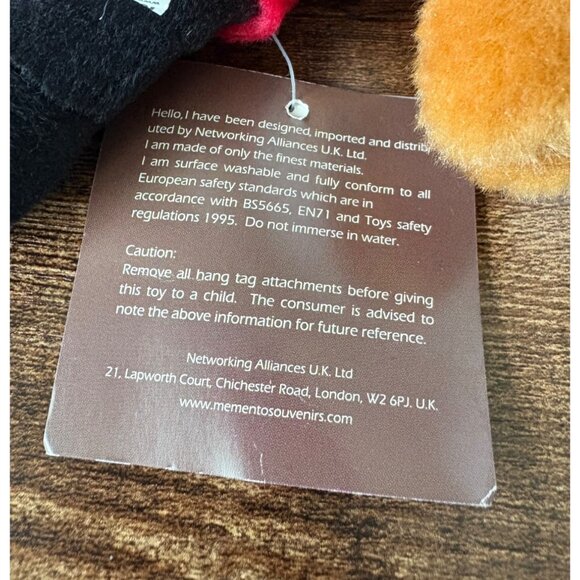 Hello, I have been designed, imported and distrib
uted by Networking Alliances U.K. Ltd.
I am made of only the finest materials.
I am surface washable and fully conform to all
European safety standards which are in
accordance with BS5665, EN71 and Toys safety
regulations 1995. Do not immerse in water.
Caution:
Remove all hang tag attachments before giving
this toy to a child. The consumer is advised to
note the above information for future reference.
Networking Alliances U.K. Ltd
21, Lapworth Court, Chichester Road, London, W2 6PJ. U.K.
www.mementosouvenirs.com